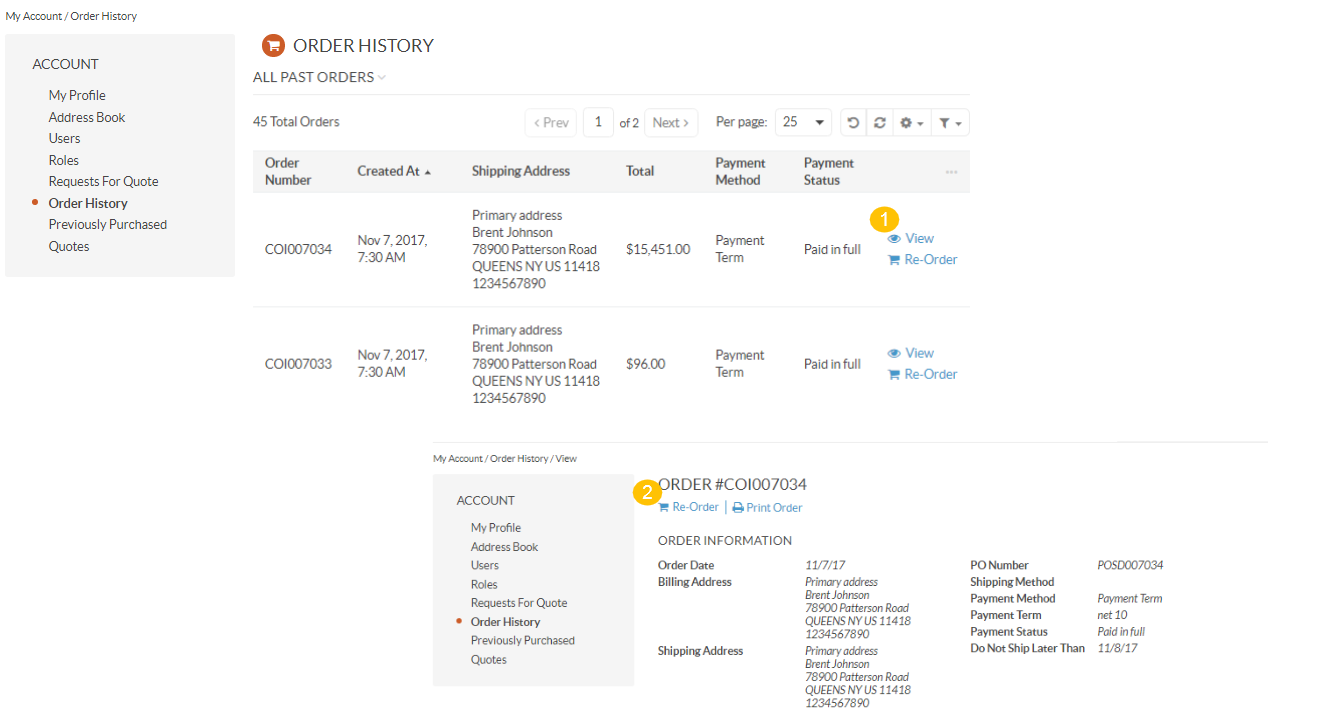 My Account / Order History
ACCOUNT
My Profile
Address Book
Users
Roles
Requests For Quote
Order History
Previously Purchased
Quotes
ORDER HISTORY
ALL PAST ORDERS
45 Total Orders
< Prev 1 of 2 Next > Per page: 25
Order Number Created At Shipping Address Total Payment Method Payment Status ...
COI007034
Nov 7, 2017,
7:30 AM
Primary address
Brent Johnson
78900 Patterson Road
QUEENS NY US 11418
1234567890
$15,451.00
Payment
Term
Paid in full
1
View
Re-Order
COI007033
Nov 7, 2017,
7:30 AM
Primary address
Brent Johnson
78900 Patterson Road
QUEENS NY US 11418
1234567890
$96.00
Payment
Term
Paid in full
View
Re-Order
My Account / Order History / View
ACCOUNT
My Profile
Address Book
Users
Roles
Requests For Quote
Order History
Previously Purchased
Quotes
2
ORDER #COI007034
Re-Order | Print Order
ORDER INFORMATION
Order Date 11/7/17
Billing Address Primary address
Brent Johnson
78900 Patterson Road
QUEENS NY US 11418
1234567890
Shipping Address Primary address
Brent Johnson
78900 Patterson Road
QUEENS NY US 11418
1234567890
PO Number POSD007034
Shipping Method
Payment Method Payment Term
Payment Term net 10
Payment Status Paid in full
Do Not Ship Later Than 11/8/17